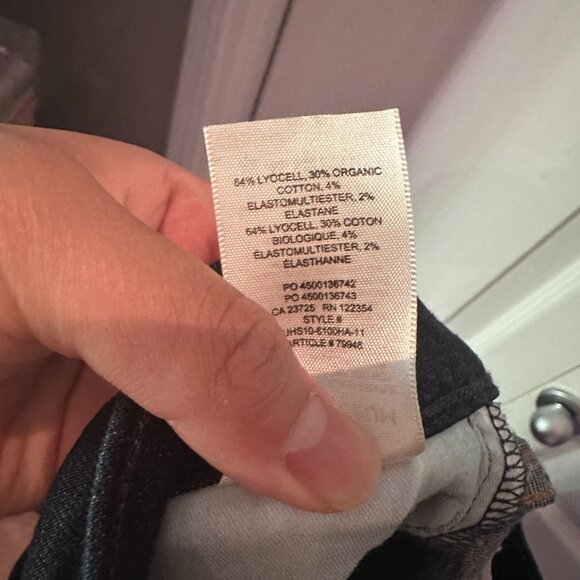 64% LYOCELL, 30% ORGANIC
COTTON, 4%
ELASTOMULTIESTER, 2%
ELASTANE
64% LYOCELL, 30% COTON
BIOLOGIQUE, 4%
ÉLASTOMULTIESTER, 2%
ÉLASTHANNE
PO 4500136742
PO 4500136743
CA 23725 RN 122354
STYLE #
JHS10-6100HA-11
ARTICLE # 79946